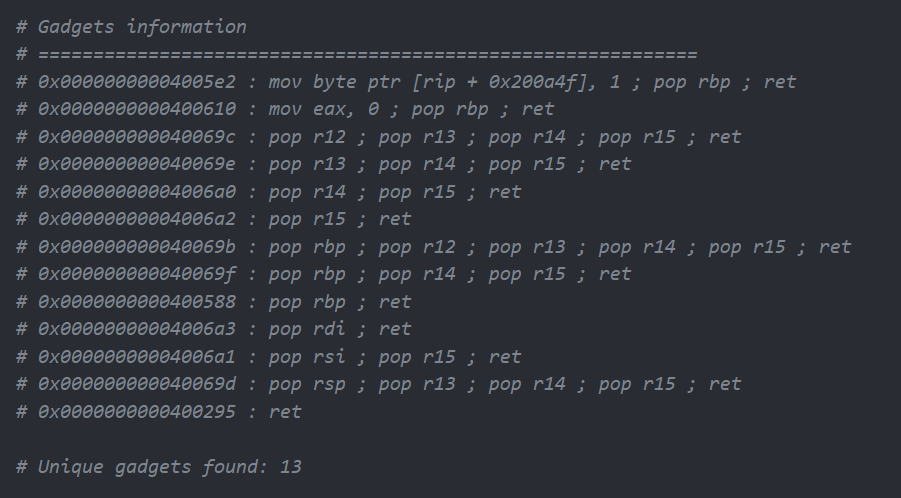 # Gadgets information
# ============================================================
# 0x00000000004005e2 : mov byte ptr [rip + 0x200a4f], 1 ; pop rbp ; ret
# 0x0000000000400610 : mov eax, 0 ; pop rbp ; ret
# 0x000000000040069c : pop r12 ; pop r13 ; pop r14 ; pop r15 ; ret
# 0x000000000040069e : pop r13 ; pop r14 ; pop r15 ; ret
# 0x00000000004006a0 : pop r14 ; pop r15 ; ret
# 0x00000000004006a2 : pop r15 ; ret
# 0x000000000040069b : pop rbp ; pop r12 ; pop r13 ; pop r14 ; pop r15 ; ret
# 0x000000000040069f : pop rbp ; pop r14 ; pop r15 ; ret
# 0x0000000000400588 : pop rbp ; ret
# 0x00000000004006a3 : pop rdi ; ret
# 0x00000000004006a1 : pop rsi ; pop r15 ; ret
# 0x000000000040069d : pop rsp ; pop r13 ; pop r14 ; pop r15 ; ret
# 0x0000000000400295 : ret
# Unique gadgets found: 13